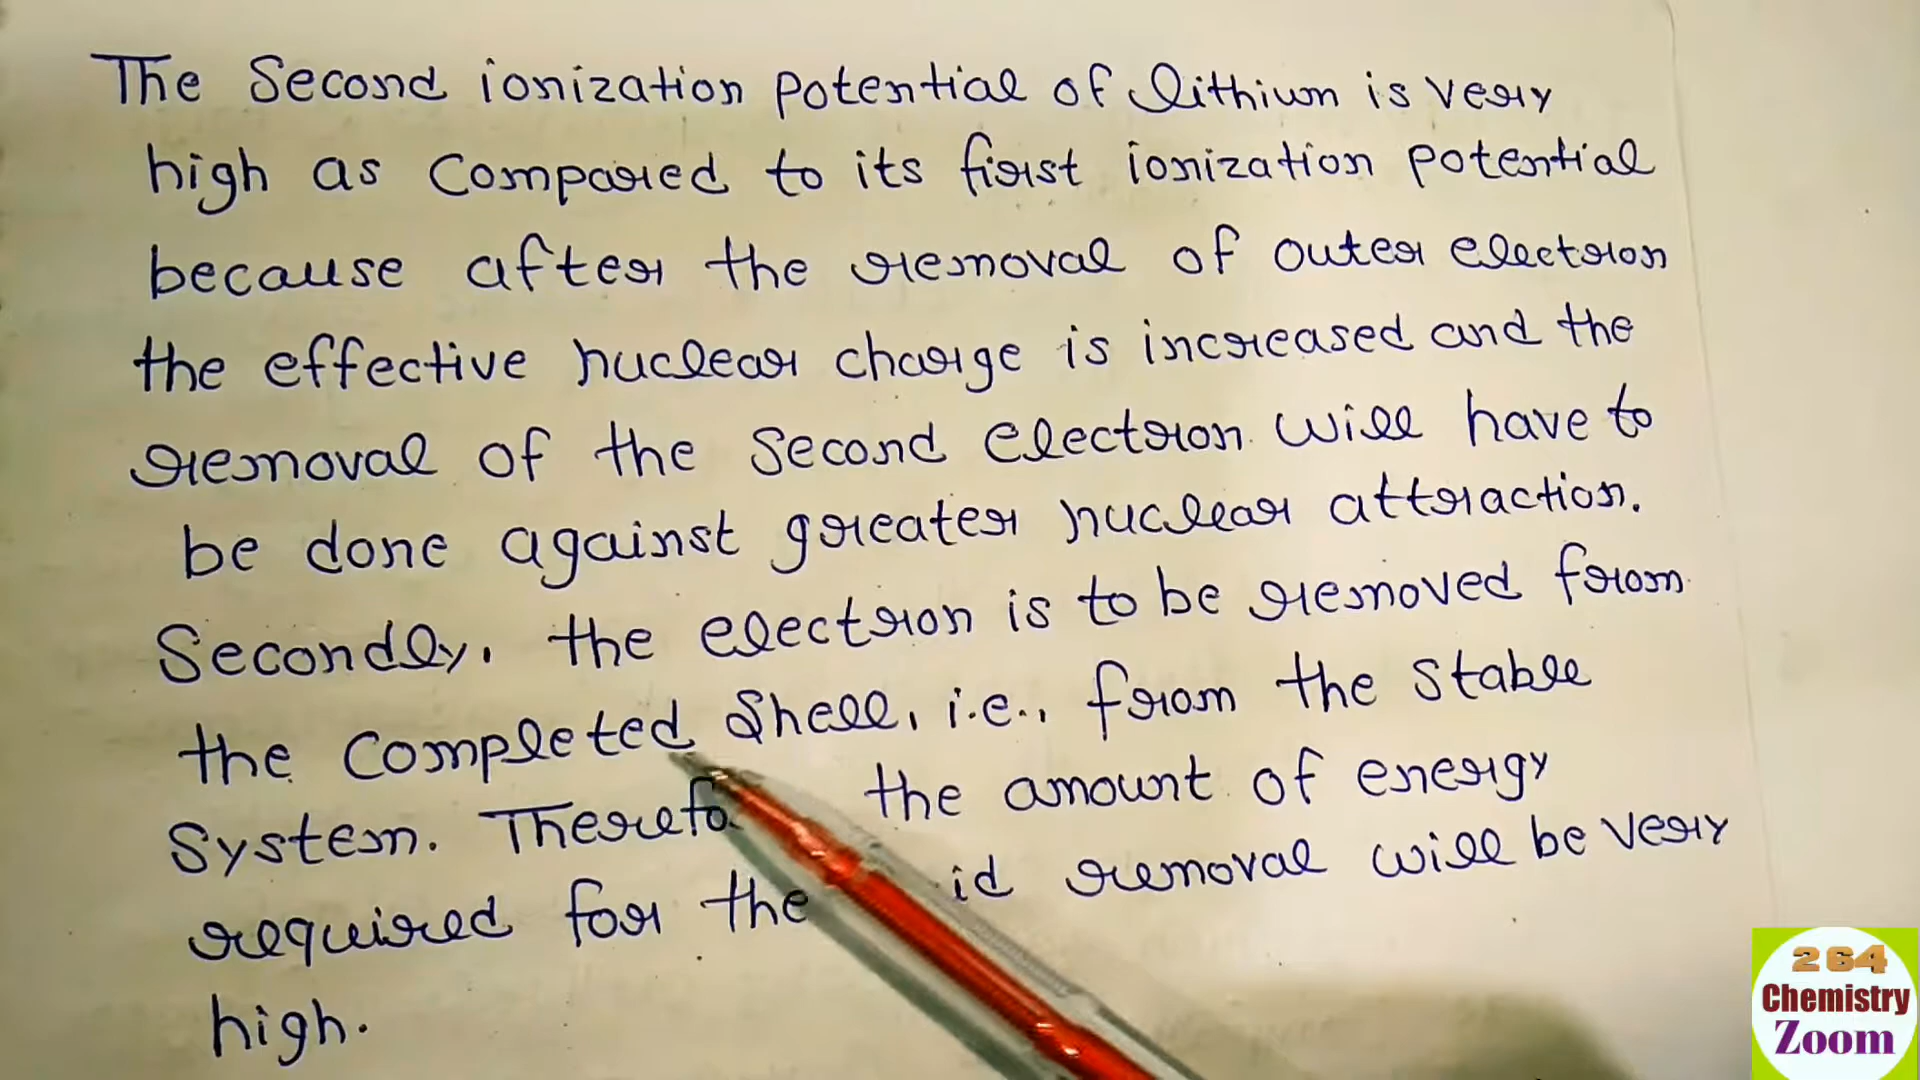 The Second ionization potential of lithium is very
high as compared to its first ionization potential
because after the removal of outer electron
the effective nuclear charge is increased and the
removal of the second electron will have to
be done against greater nuclear attraction.
Secondly, the electron is to be removed from
the completed shell, i.e., from the stable
system. Therefo the amount of energy
required for the id removal will be very
high.
264
Chemistry
Zoom